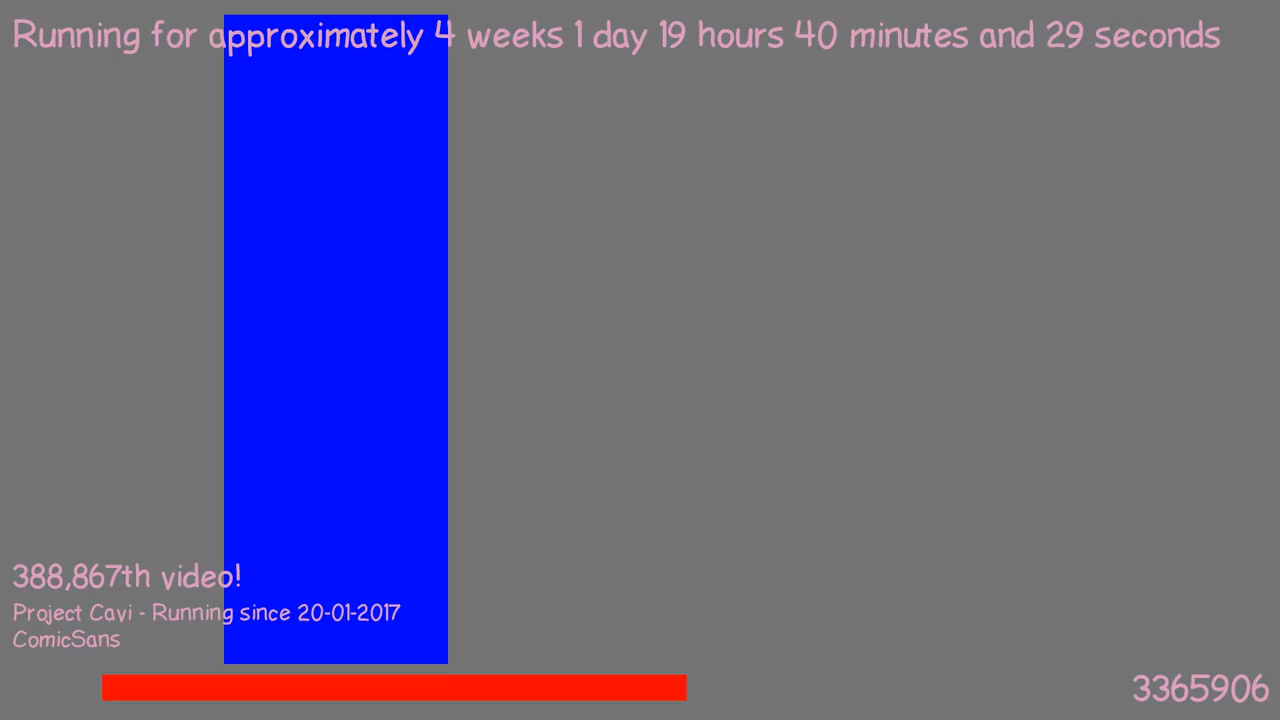 Running for approximately 4 weeks 1 day 19 hours 40 minutes and 29 seconds
388,867th video!
Project Cavi - Running since 20-01-2017
ComicSans
3365906